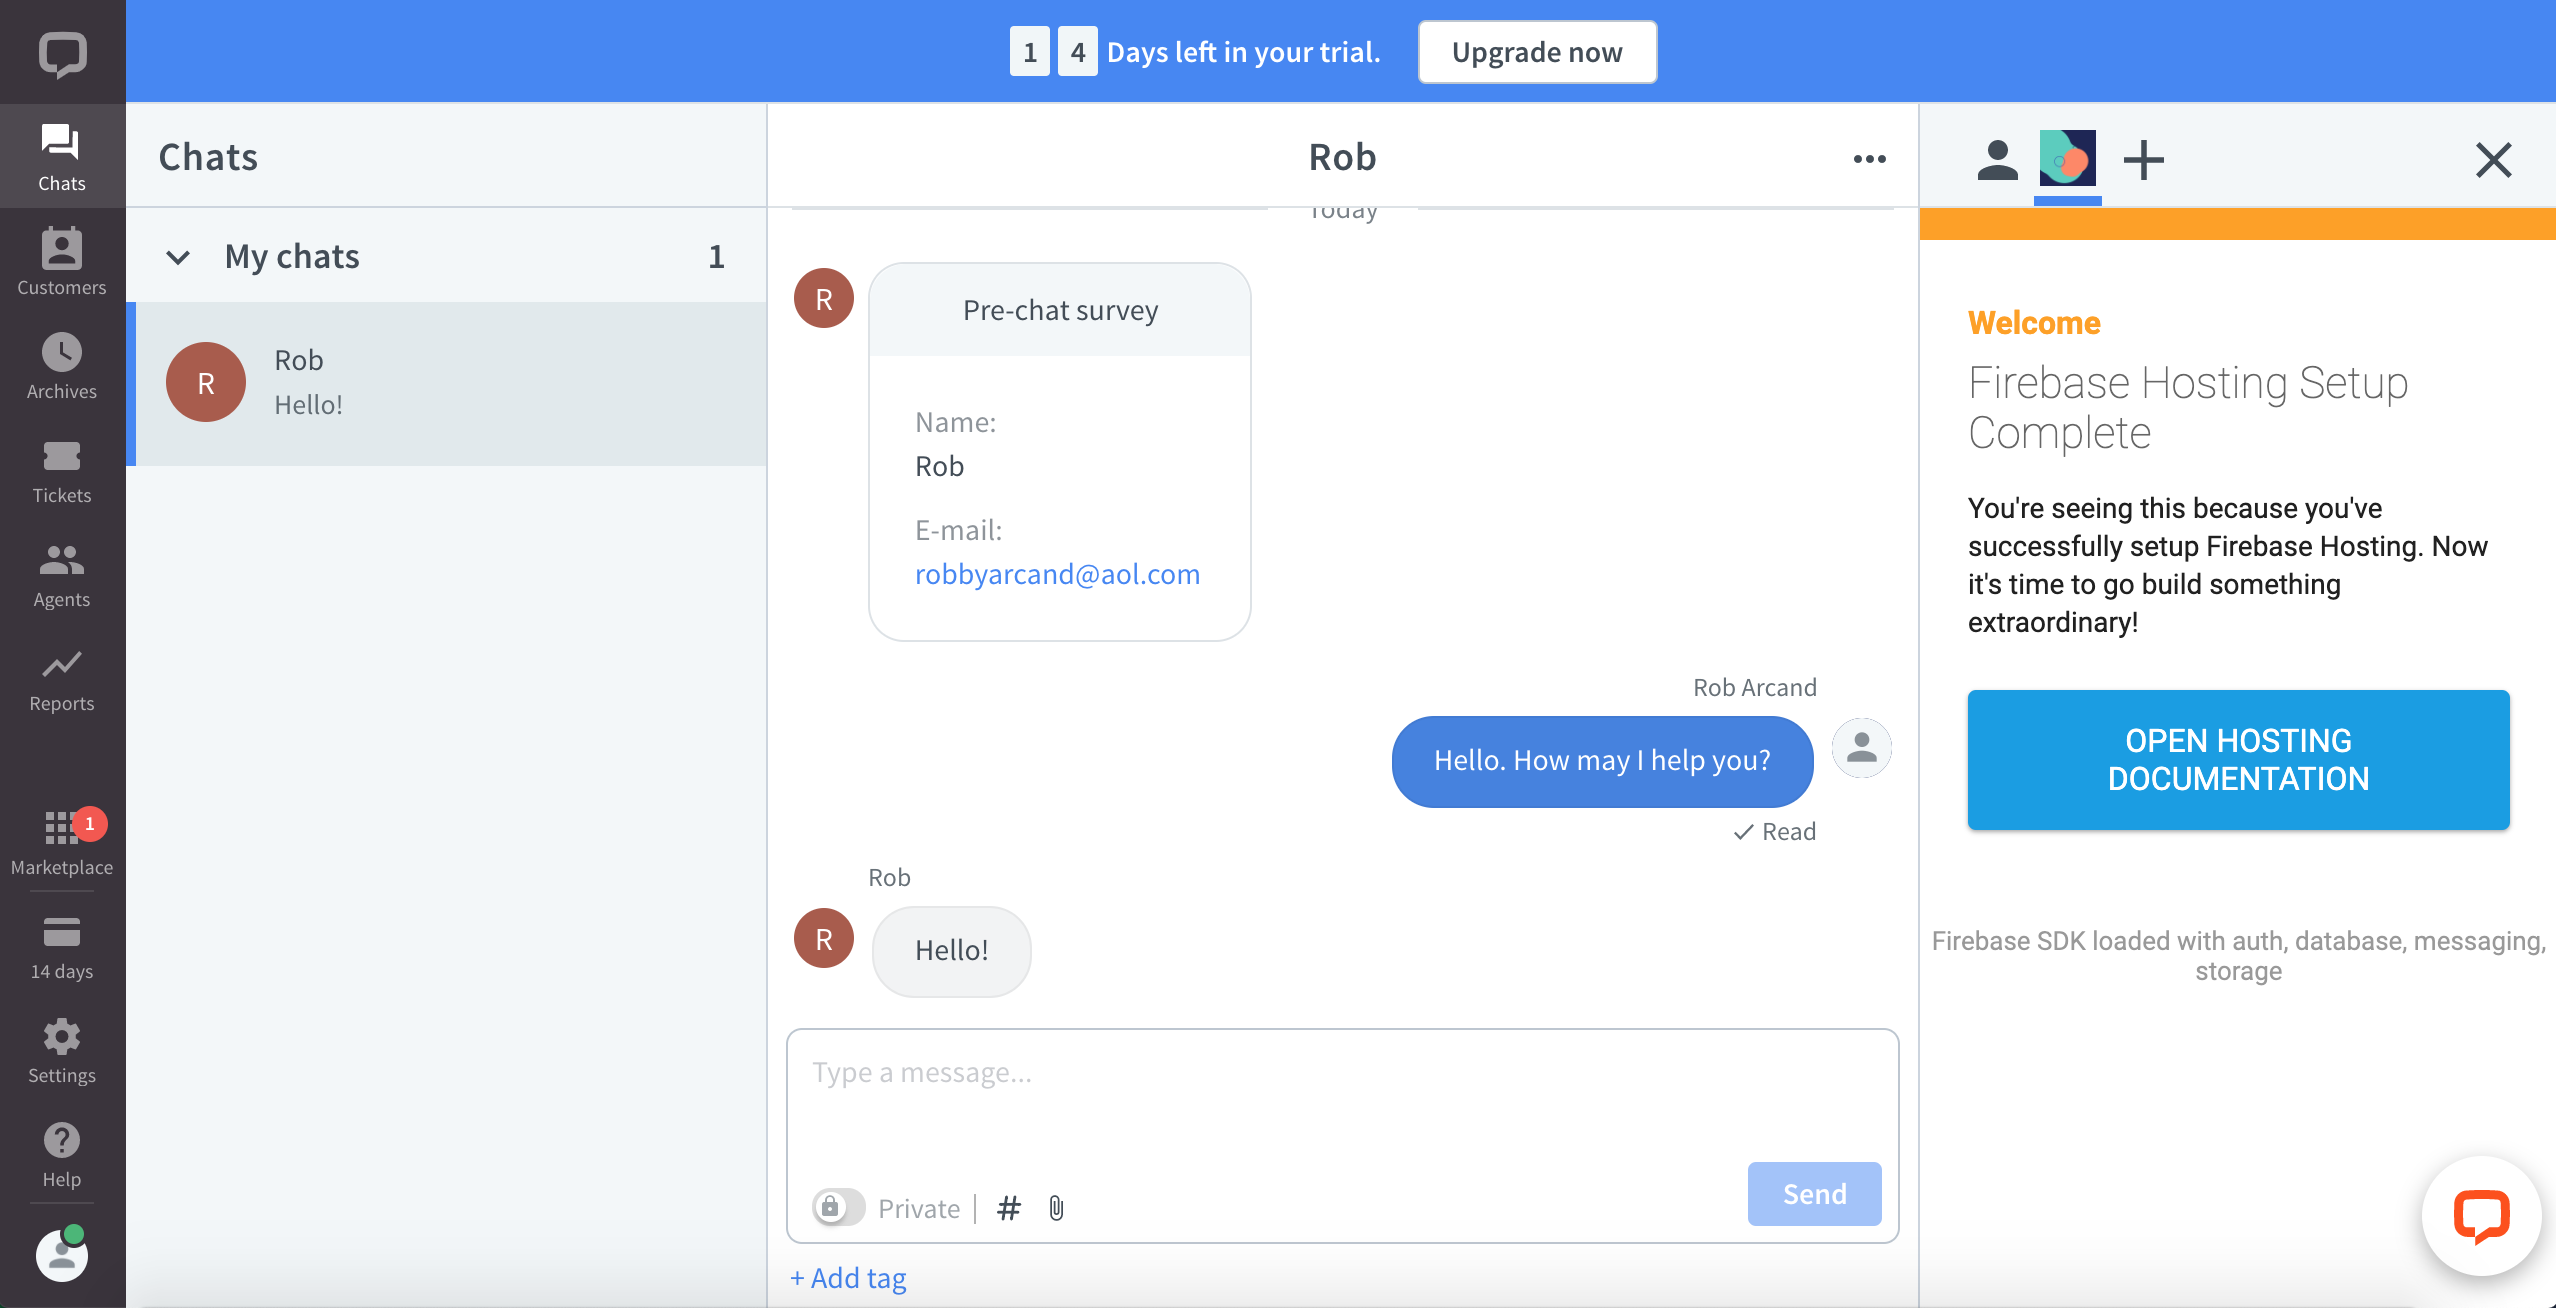 1 4 Days left in your trial.
Upgrade now
Chats
Customers
Archives
Tickets
Agents
Reports
1
Marketplace
14 days
Settings
Help
Chats
My chats 1
R
Rob
Hello!
Rob
Today
R
Pre-chat survey
Name:
Rob
E-mail:
robbyarcand@aol.com
Rob Arcand
Hello. How may I help you?
Read
Rob
R
Hello!
Type a message...
Private
#
Send
+ Add tag
Welcome
Firebase Hosting Setup
Complete
You're seeing this because you've
successfully setup Firebase Hosting. Now
it's time to go build something
extraordinary!
OPEN HOSTING
DOCUMENTATION
Firebase SDK loaded with auth, database, messaging,
storage